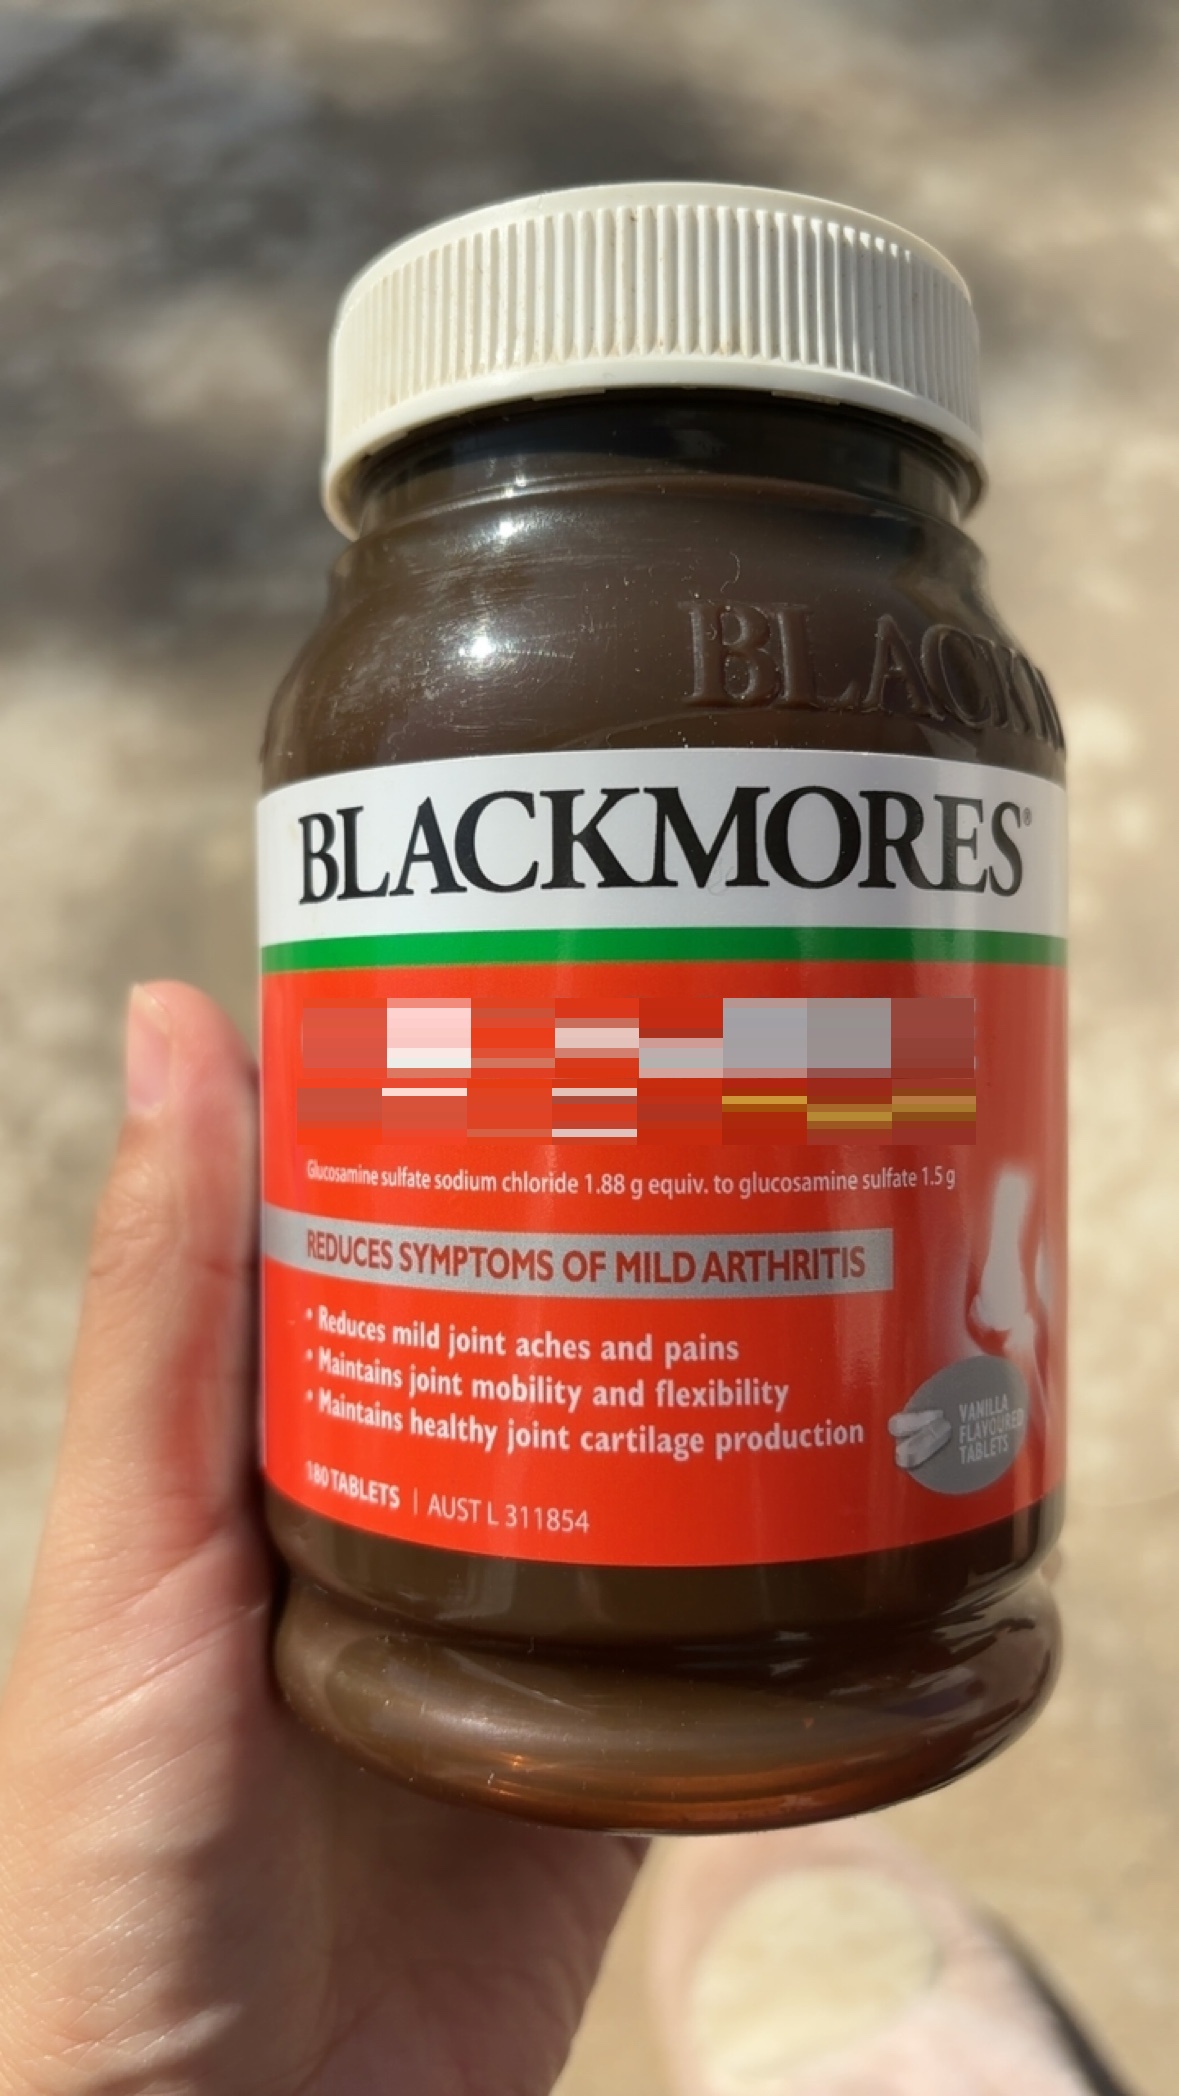 BLACKM
BLACKMORES®
Glucosamine sulfate sodium chloride 1.88 g equiv. to glucosamine sulfate 1.5 g
REDUCES SYMPTOMS OF MILD ARTHRITIS
• Reduces mild joint aches and pains
• Maintains joint mobility and flexibility
• Maintains healthy joint cartilage production
VANILLA
FLAVOURED
TABLETS
180 TABLETS | AUST L 311854